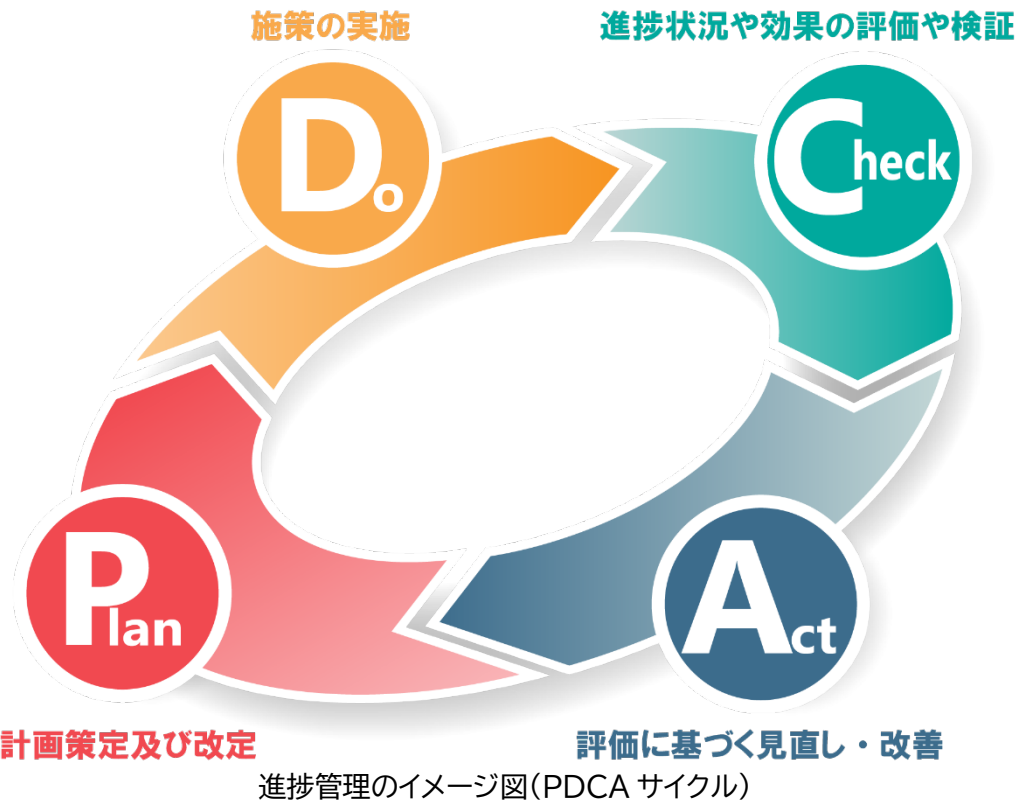 施策の実施
進捗状況や効果の評価や検証
Do
Check
Plan
Act
計画策定及び改定
評価に基づく見直し・改善
進捗管理のイメージ図(PDCA サイクル)